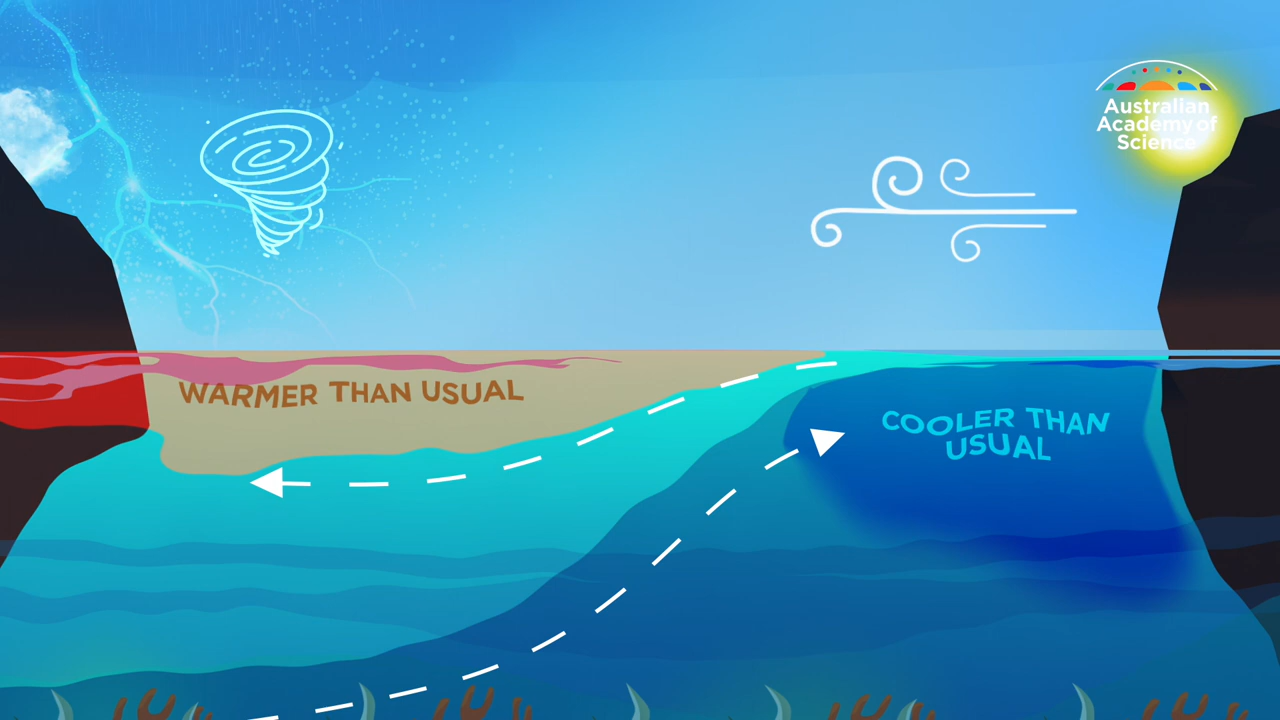 Australian
Academy of
Science
WARMER THAN USUAL
COOLER THAN
USUAL